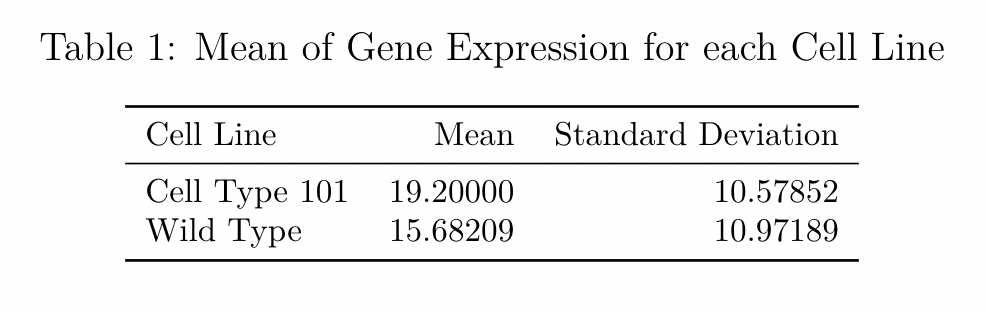 Table 1: Mean of Gene Expression for each Cell Line
Cell Line Mean Standard Deviation
Cell Type 101 19.20000 10.57852
Wild Type 15.68209 10.97189